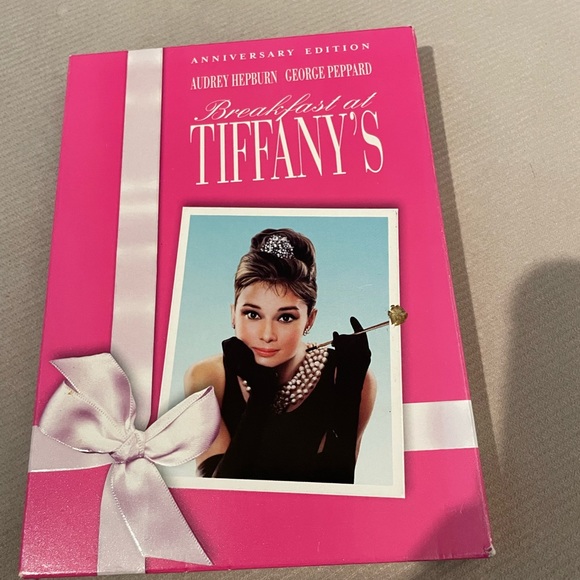 ANNIVERSARY EDITION
AUDREY HEPBURN GEORGE PEPPARD
Breakfast at
TIFFANY'S